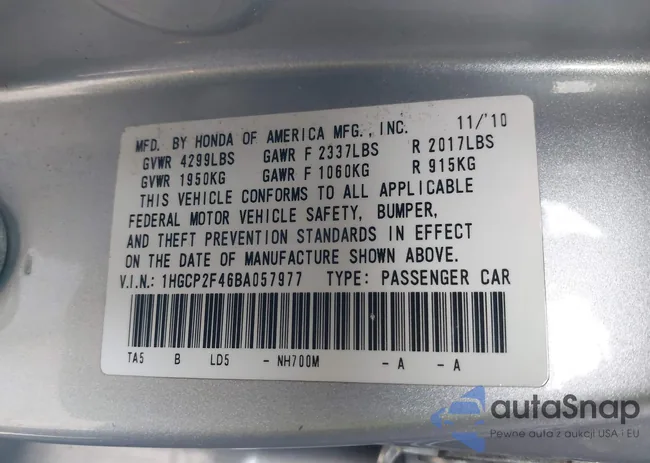 MFD. BY HONDA OF AMERICA MFG., INC. 11/'10
GVWR 4299LBS GAWR F 2337LBS R 2017LBS
GVWR 1950KG GAWR F 1060KG R 915KG
THIS VEHICLE CONFORMS TO ALL APPLICABLE
FEDERAL MOTOR VEHICLE SAFETY, BUMPER,
AND THEFT PREVENTION STANDARDS IN EFFECT
ON THE DATE OF MANUFACTURE SHOWN ABOVE.
V.I.N.: 1HGCP2F46BA057977 TYPE: PASSENGER CAR
TA5 B LD5 - NH700M - A - A
autaSnap
Pewne auta z aukcji USA i EU